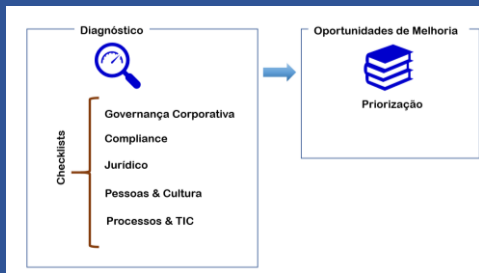 Diagnóstico
Checklists
Governança Corporativa
Compliance
Jurídico
Pessoas & Cultura
Processos & TIC
Oportunidades de Melhoria
Priorização